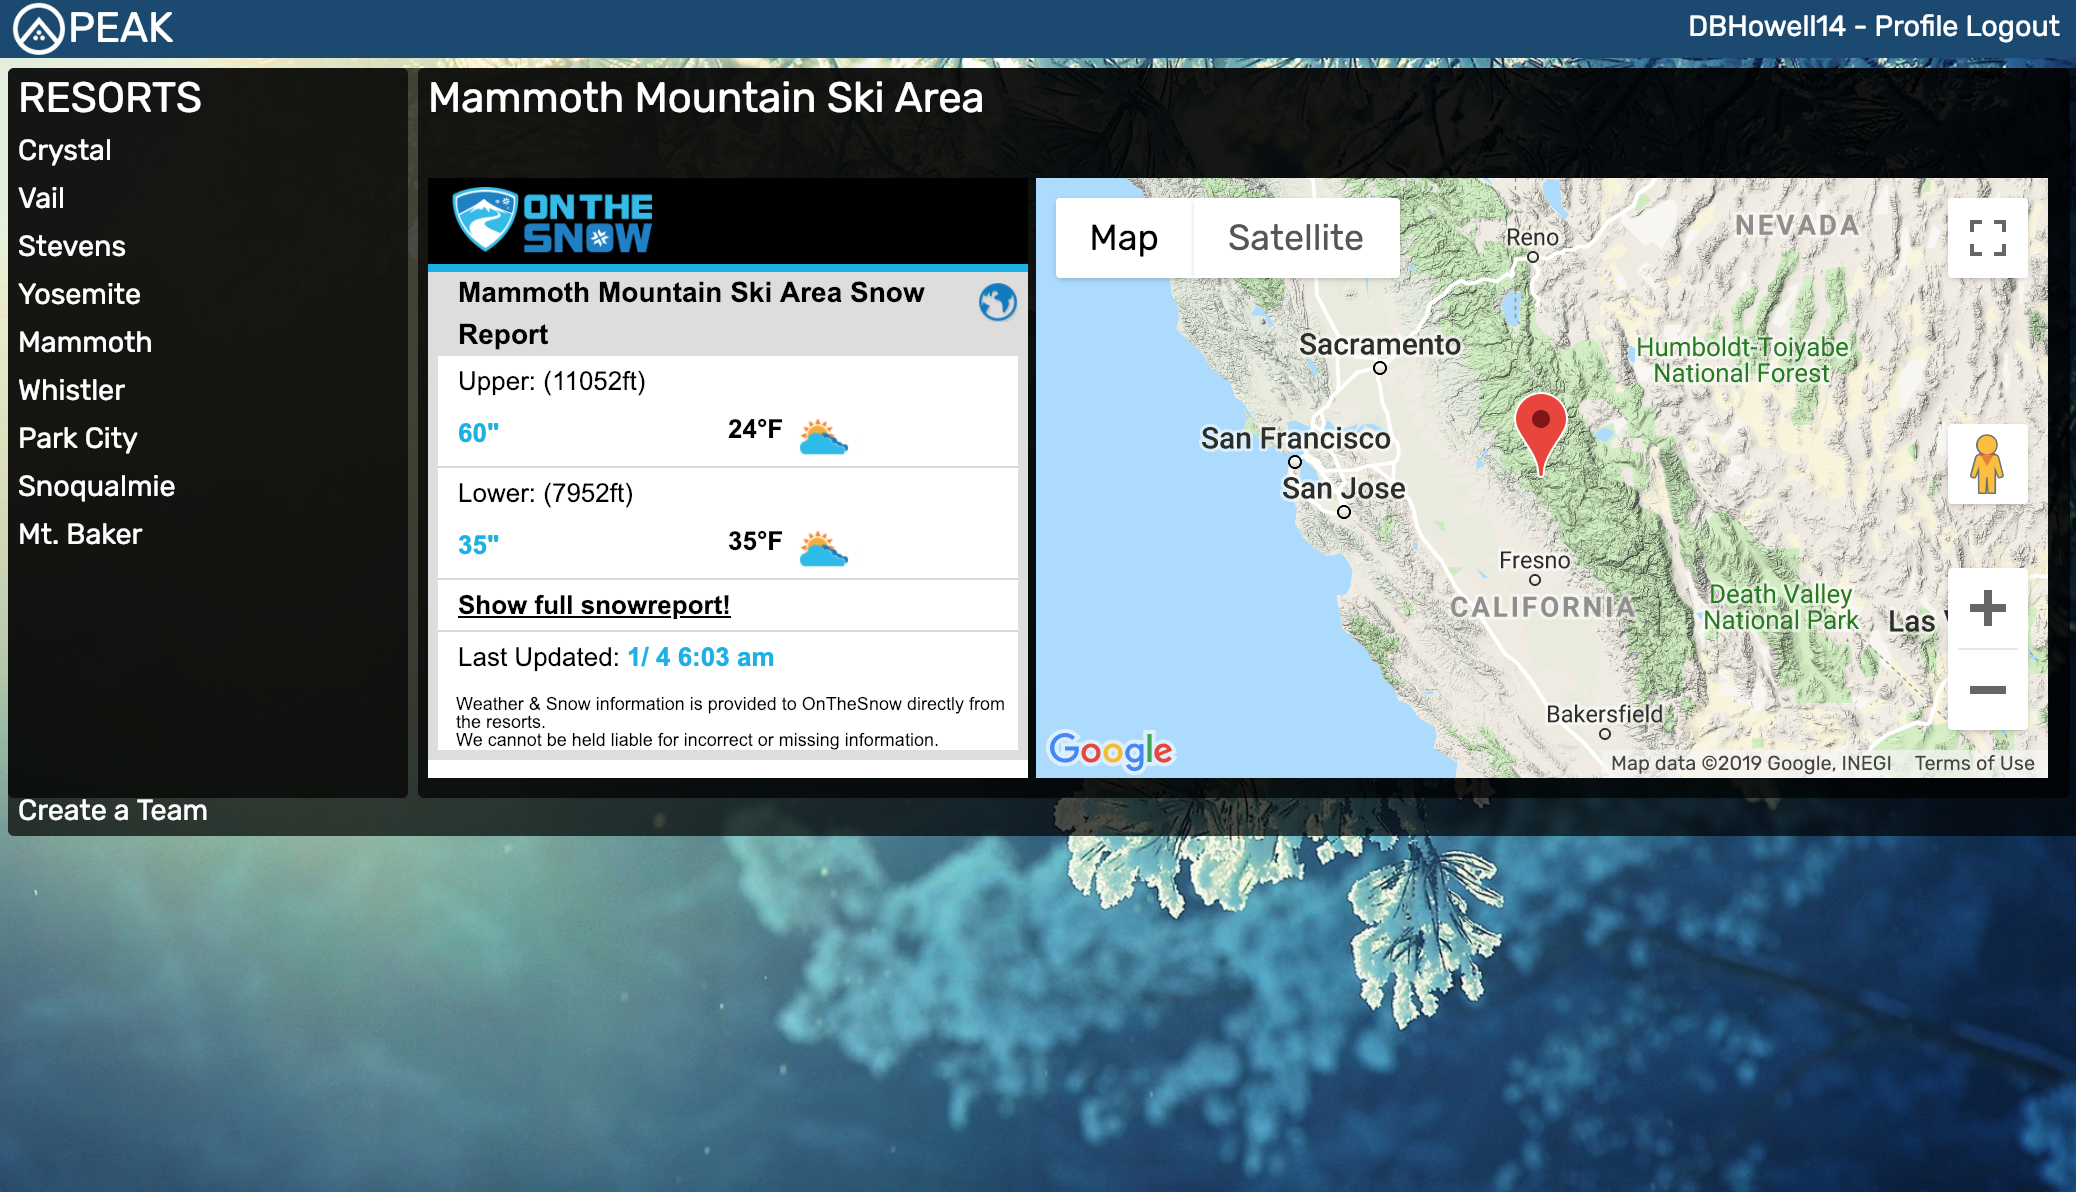 PEAK
DBHowell14 - Profile Logout
RESORTS
Crystal
Vail
Stevens
Yosemite
Mammoth
Whistler
Park City
Snoqualmie
Mt. Baker
Create a Team
Mammoth Mountain Ski Area
ON THE
SNOW
Mammoth Mountain Ski Area Snow
Report
Upper: (11052ft)
60" 24°F
Lower: (7952ft)
35" 35°F
Show full snowreport!
Last Updated: 1/ 4 6:03 am
Weather & Snow information is provided to OnTheSnow directly from
the resorts.
We cannot be held liable for incorrect or missing information.
Map Satellite
NEVADA
Reno
Sacramento
Humboldt-Toiyabe
National Forest
San Francisco
San Jose
Fresno
CALIFORNIA
Death Valley
National Park
Las
Bakersfield
Google
Map data ©2019 Google, INEGI Terms of Use